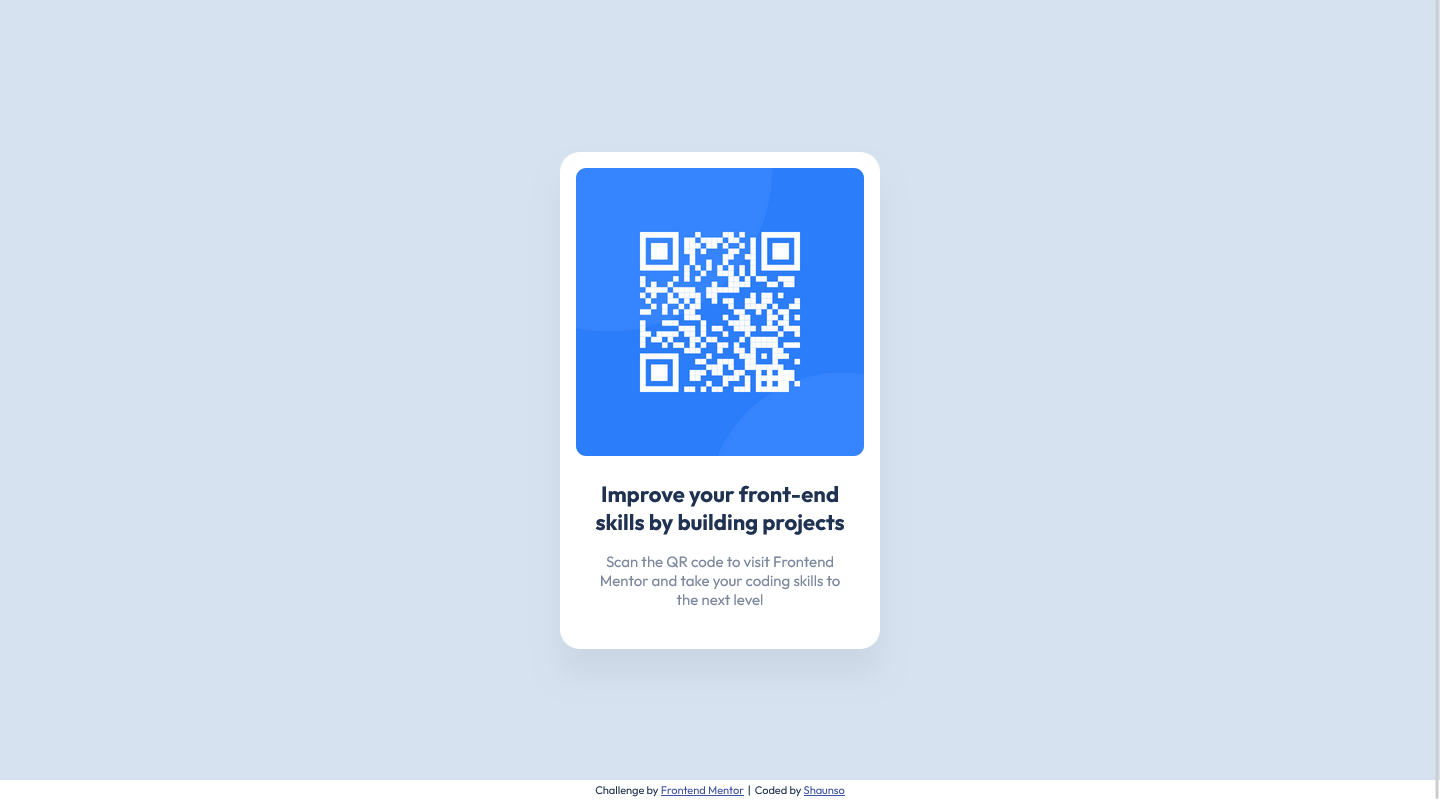 Improve your front-end
skills by building projects
Scan the QR code to visit Frontend
Mentor and take your coding skills to
the next level
Challenge by Frontend Mentor | Coded by Shaunso